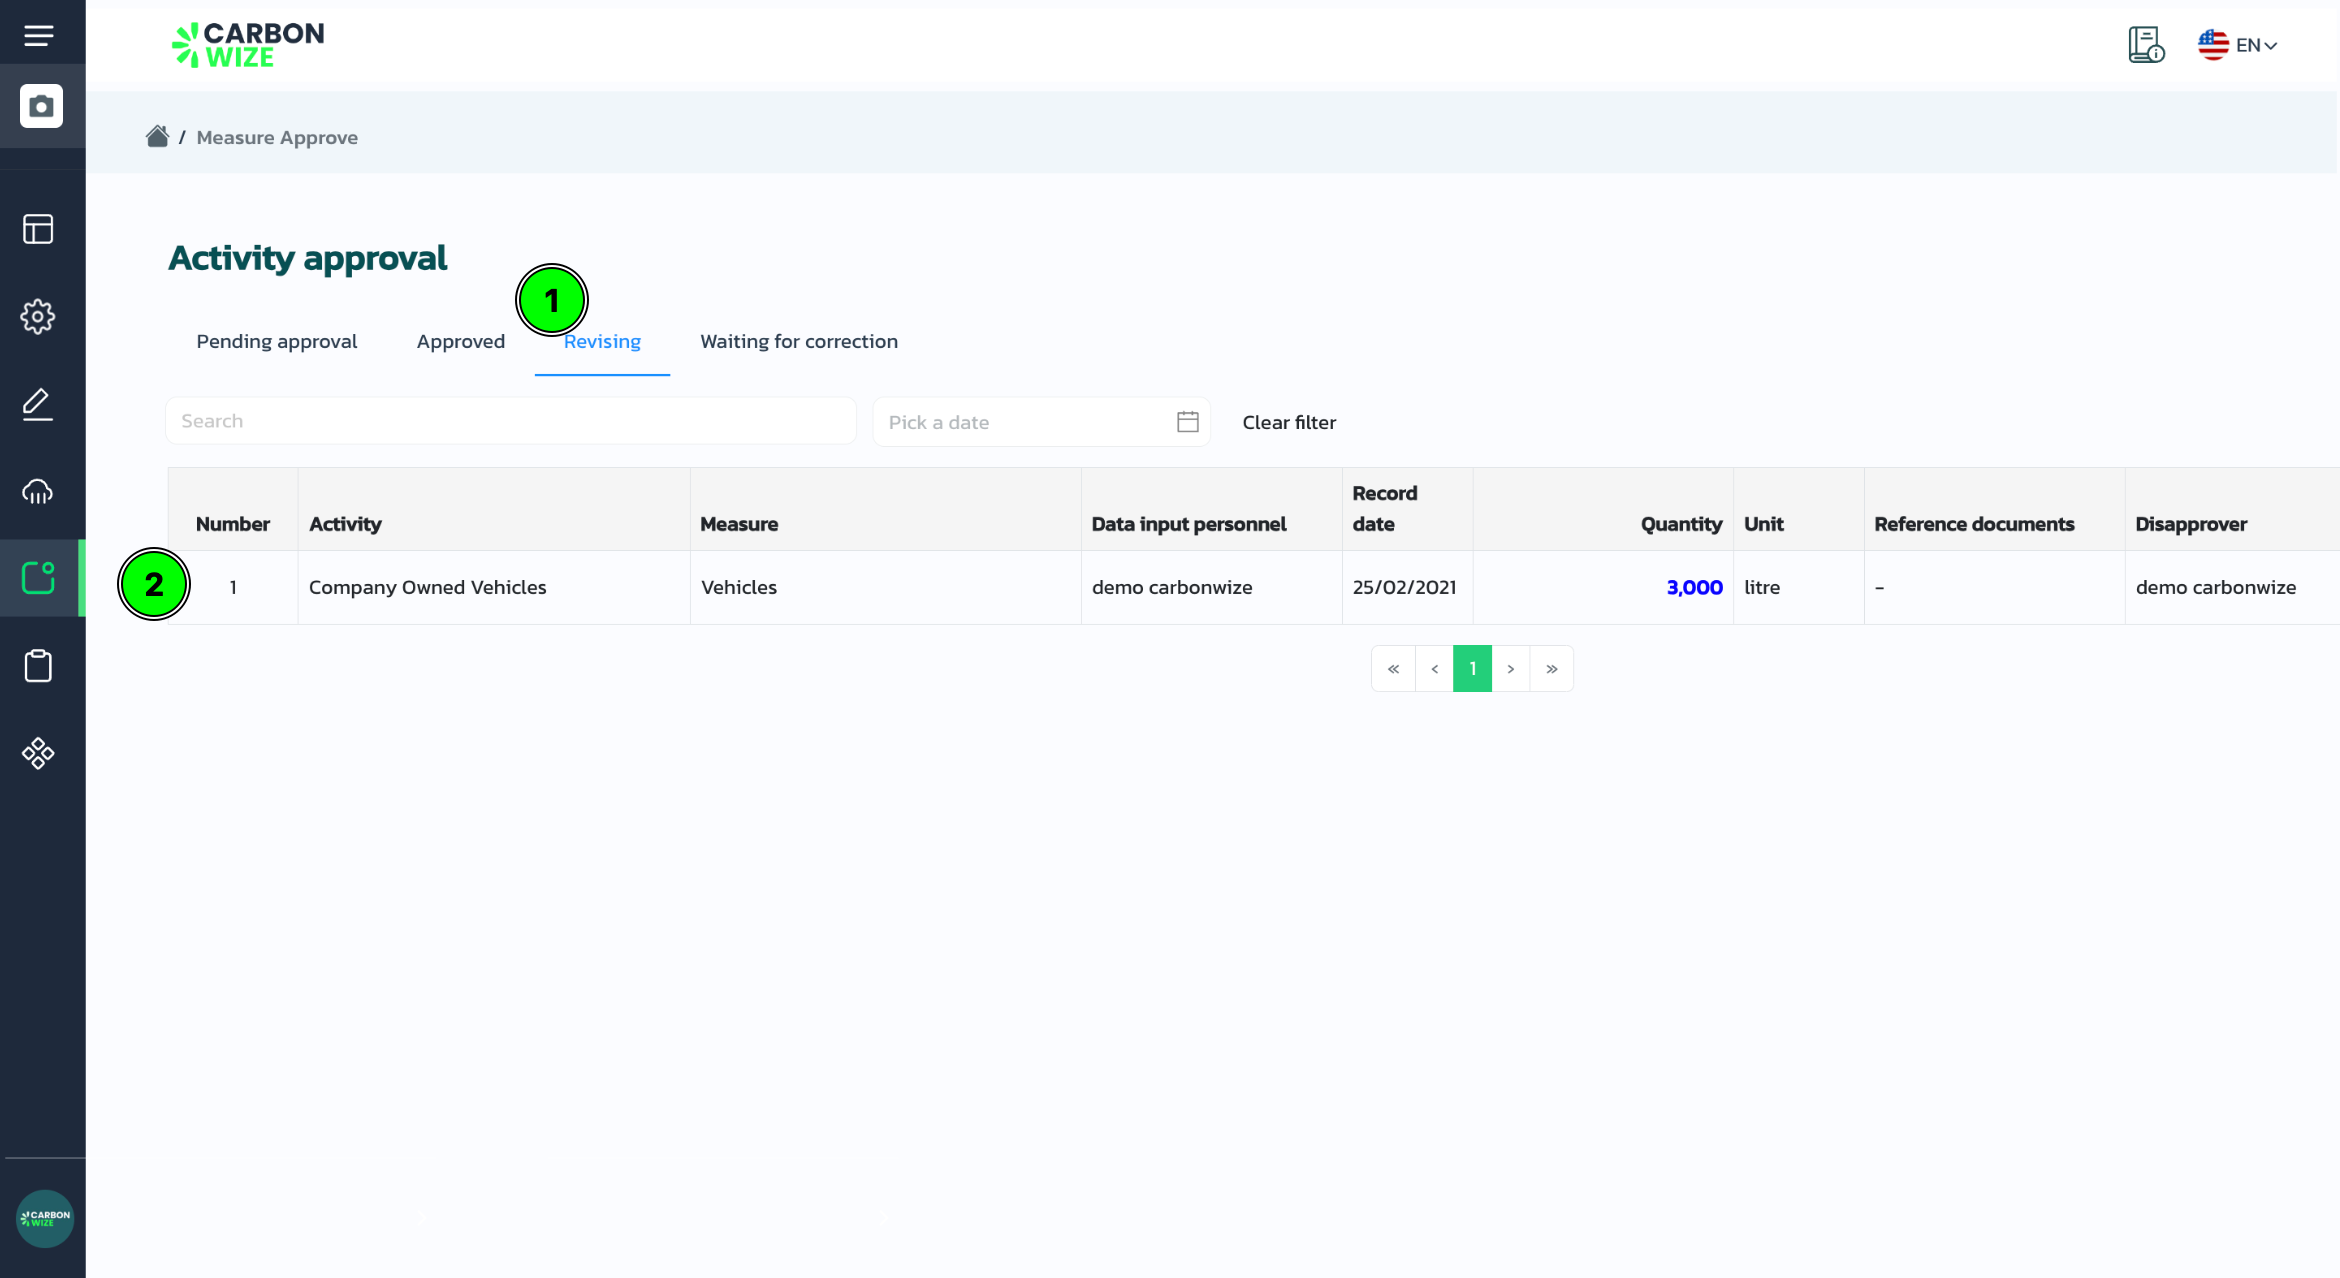 CARBON
WIZE
EN
/ Measure Approve
Activity approval
1
Pending approval Approved Revising Waiting for correction
Search Pick a date Clear filter
Number Activity Measure Data input personnel Record date Quantity Unit Reference documents Disapprover
2
1 Company Owned Vehicles Vehicles demo carbonwize 25/02/2021 3,000 litre - demo carbonwize
« ‹ 1 › »
CARBON
WIZE